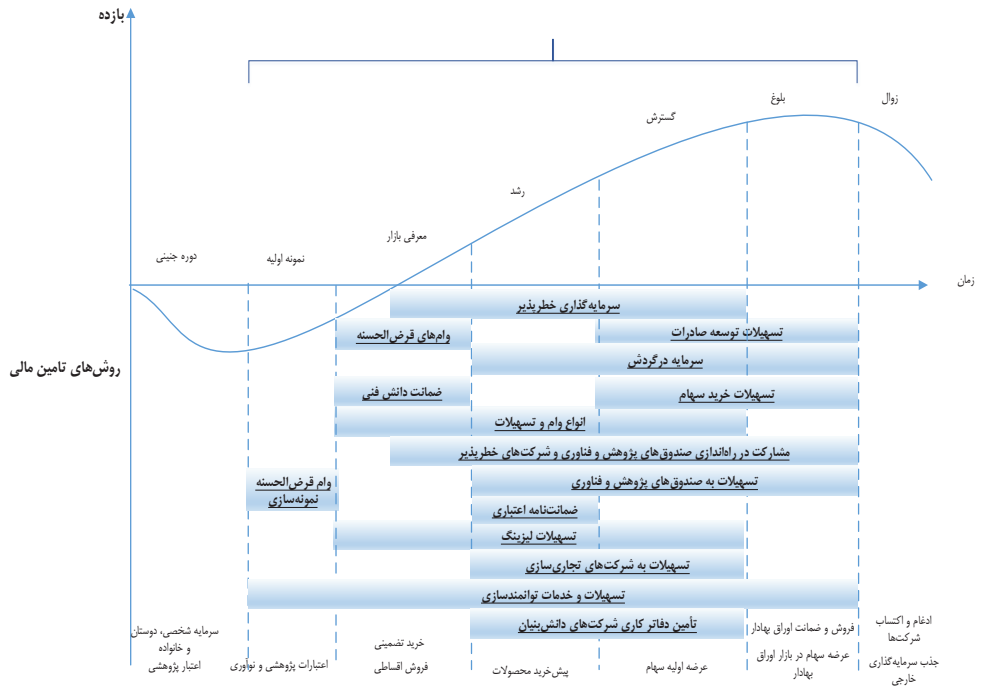 بازده
زوال
بلوغ
گسترش
رشد
معرفی بازار
نمونه اولیه
دوره جنینی
زمان
روش‌های تامین مالی
سرمایه‌گذاری خطرپذیر
تسهیلات توسعه صادرات
وام‌های قرض‌الحسنه
سرمایه درگردش
تسهیلات خرید سهام
ضمانت دانش فنی
انواع وام و تسهیلات
مشارکت در راه‌اندازی صندوق‌های پژوهش و فناوری و شرکت‌های خطرپذیر
تسهیلات به صندوق‌های پژوهش و فناوری
وام قرض‌الحسنه
نمونه‌سازی
ضمانت‌نامه اعتباری
تسهیلات لیزینگ
تسهیلات به شرکت‌های تجاری‌سازی
تسهیلات و خدمات توانمندسازی
تأمین دفاتر کاری شرکت‌های دانش‌بنیان
ادغام و اکتساب
شرکت‌ها
جذب سرمایه‌گذاری
خارجی
فروش و ضمانت اوراق بهادار
عرضه سهام در بازار اوراق
بهادار
عرضه اولیه سهام
پیش‌خرید محصولات
خرید تضمینی
فروش اقساطی
اعتبارات پژوهشی و نوآوری
سرمایه شخصی، دوستان
و خانواده
اعتبار پژوهشی